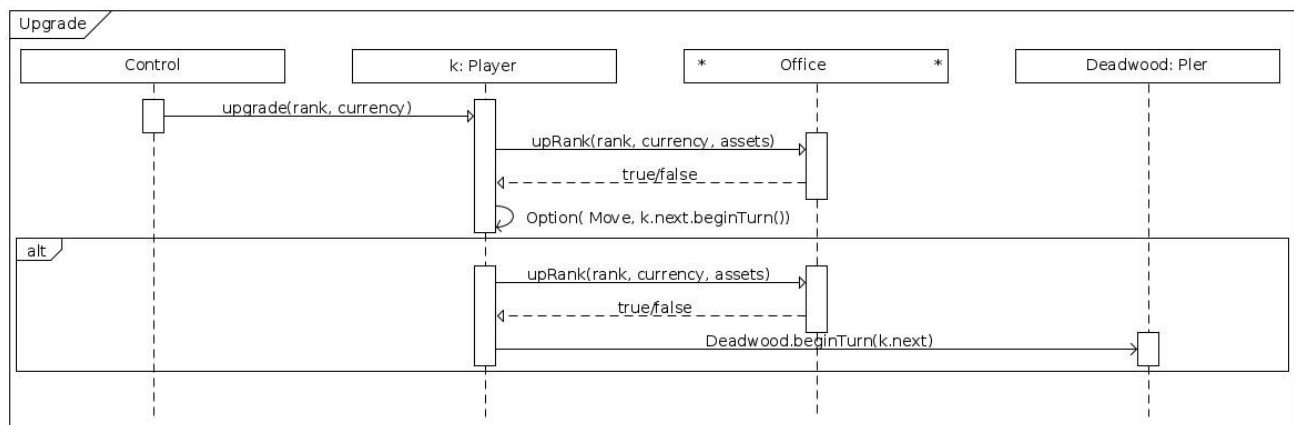 Upgrade
Control
k: Player
* Office *
Deadwood: Pler
upgrade(rank, currency)
upRank(rank, currency, assets)
true/false
Option( Move, k.next.beginTurn())
alt
upRank(rank, currency, assets)
true/false
Deadwood.beginTurn(k.next)